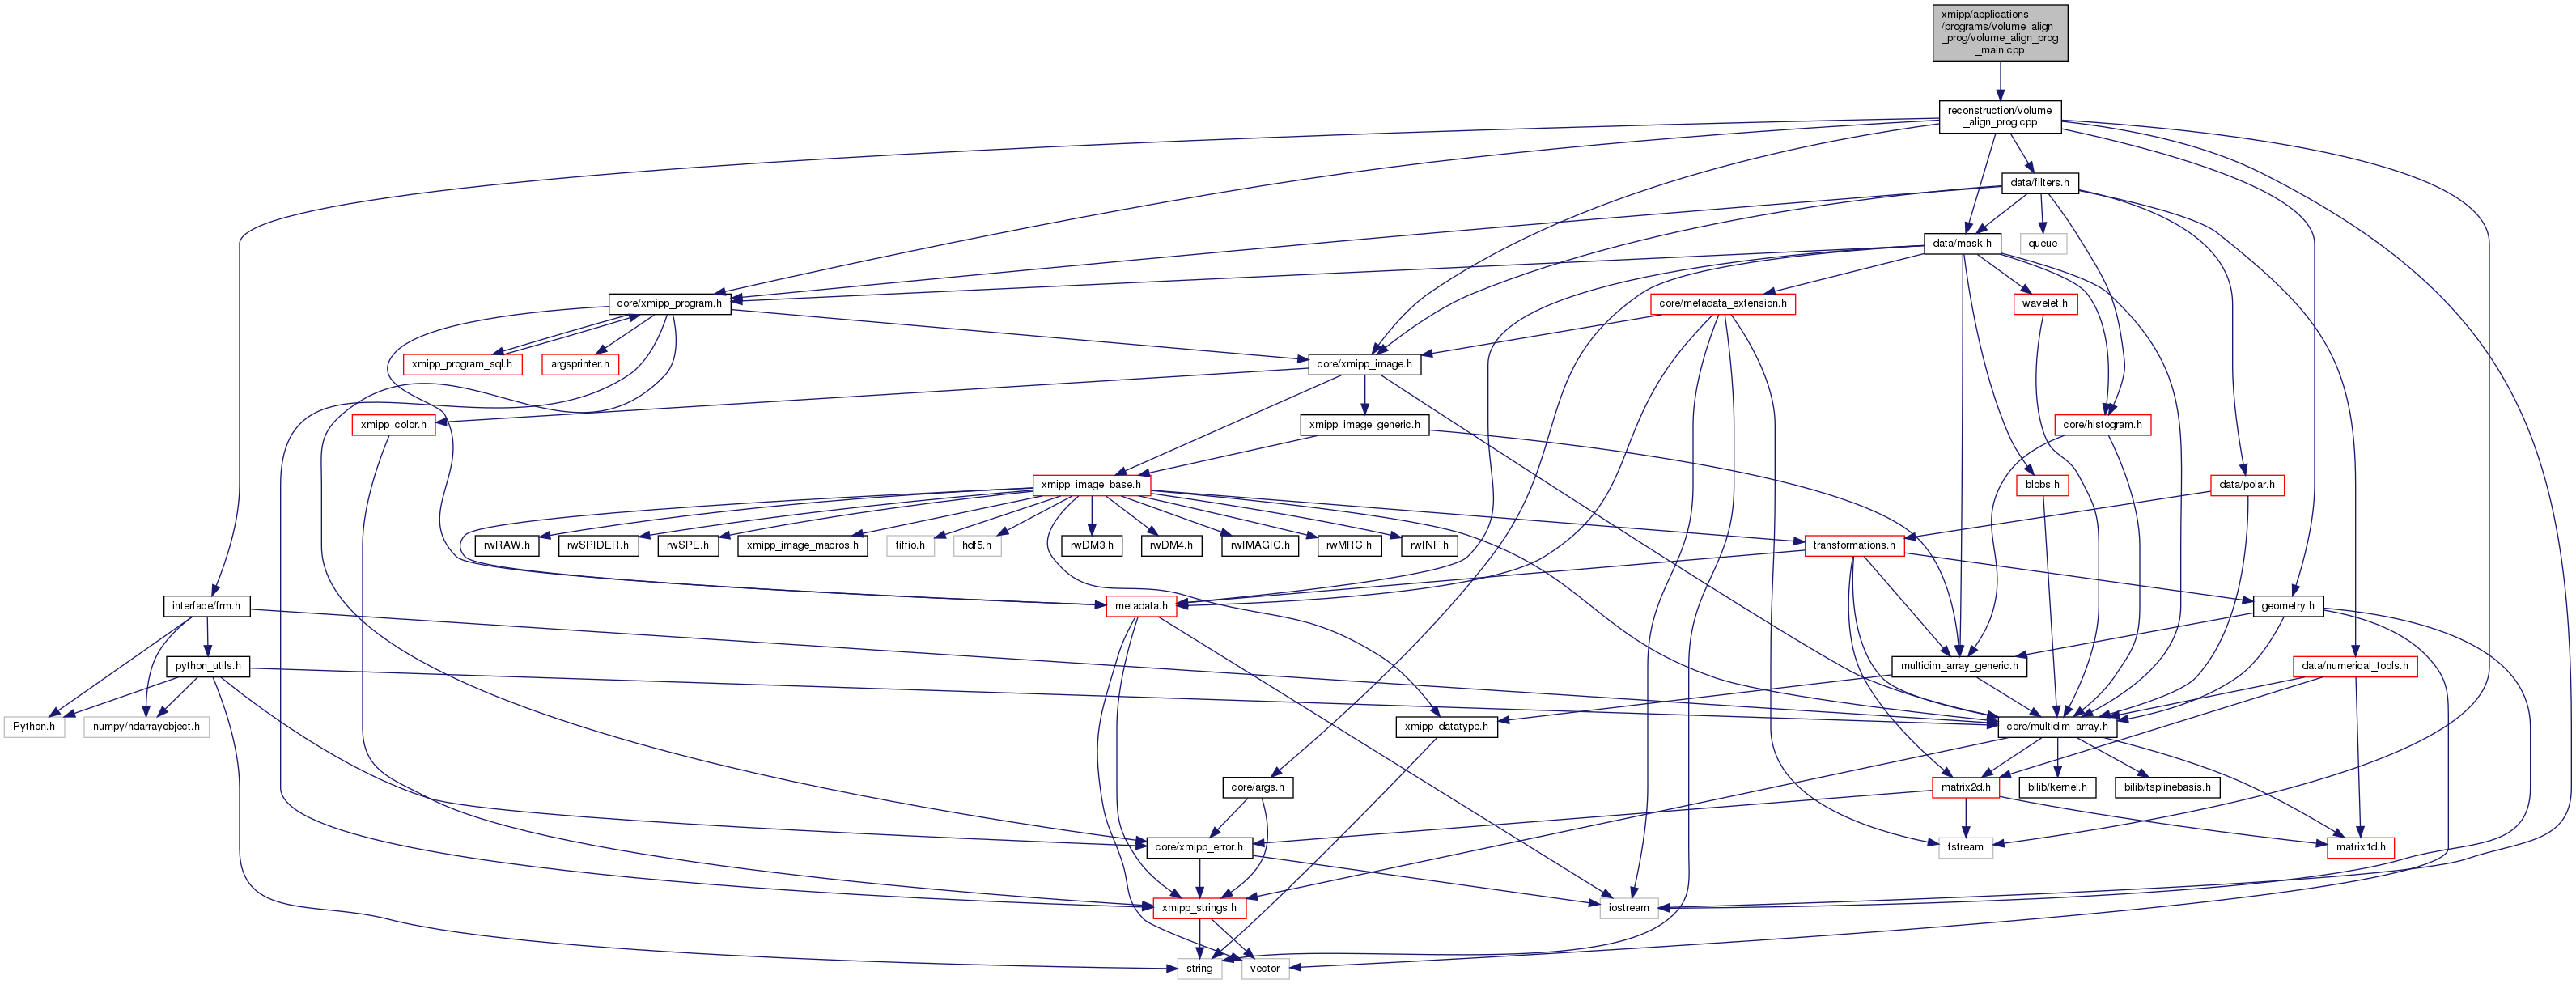 xmipp/applications
/programs/volume_align
_prog/volume_align_prog
_main.cpp
reconstruction/volume
_align_prog.cpp
data/filters.h
data/mask.h
queue
core/xmipp_program.h
core/metadata_extension.h
wavelet.h
xmipp_program_sql.h
argsprinter.h
core/xmipp_image.h
xmipp_color.h
xmipp_image_generic.h
core/histogram.h
xmipp_image_base.h
blobs.h
data/polar.h
rwRAW.h
rwSPIDER.h
rwSPE.h
xmipp_image_macros.h
tiffio.h
hdf5.h
rwDM3.h
rwDM4.h
rwIMAGIC.h
rwMRC.h
rwINF.h
transformations.h
interface/frm.h
metadata.h
geometry.h
python_utils.h
multidim_array_generic.h
data/numerical_tools.h
Python.h
numpy/ndarrayobject.h
xmipp_datatype.h
core/multidim_array.h
core/args.h
matrix2d.h
bilib/kernel.h
bilib/tsplinebasis.h
core/xmipp_error.h
fstream
matrix1d.h
xmipp_strings.h
iostream
string
vector